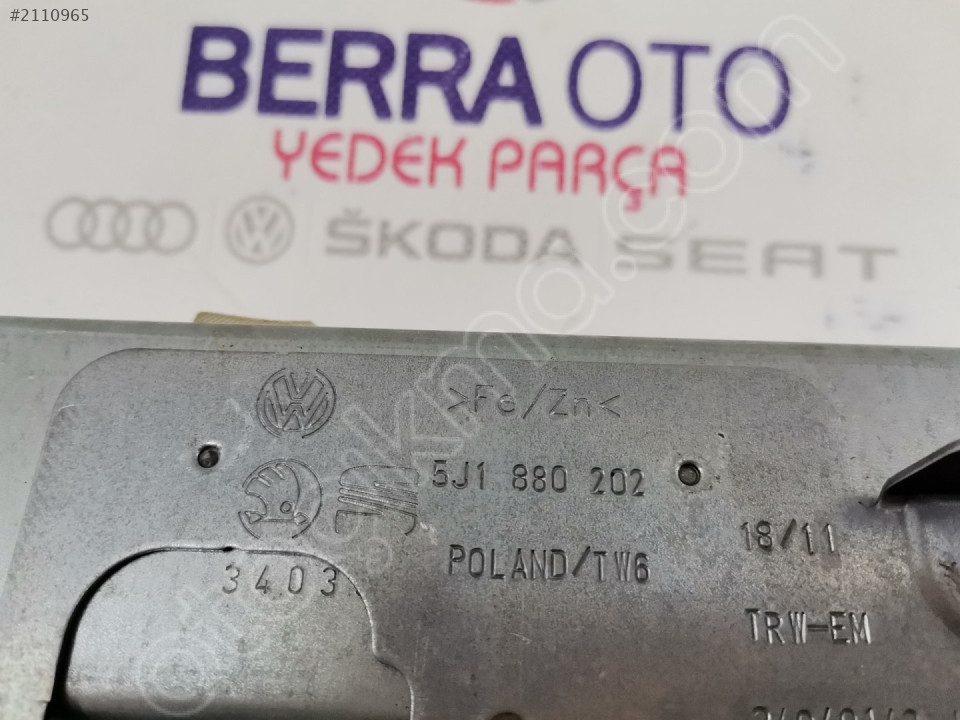 #2110965
BERRA OTO
YEDEK PARÇA
ŠKODA SEAT
>Fe/Zn<
5J1 880 202
18/11
POLAND/TW6
3403
TRW-EM